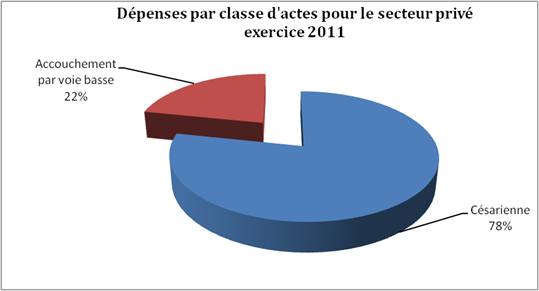 Dépenses par classe d'actes pour le secteur privé
exercice 2011
Accouchement
par voie basse
22%
Césarienne
78%